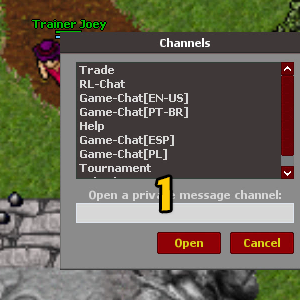 Trainer Joey
Channels
Trade
RL-Chat
Game-Chat[EN-US]
Game-Chat[PT-BR]
Help
Game-Chat[ESP]
Game-Chat[PL]
Tournament
Open a private message channel:
1
Open
Cancel